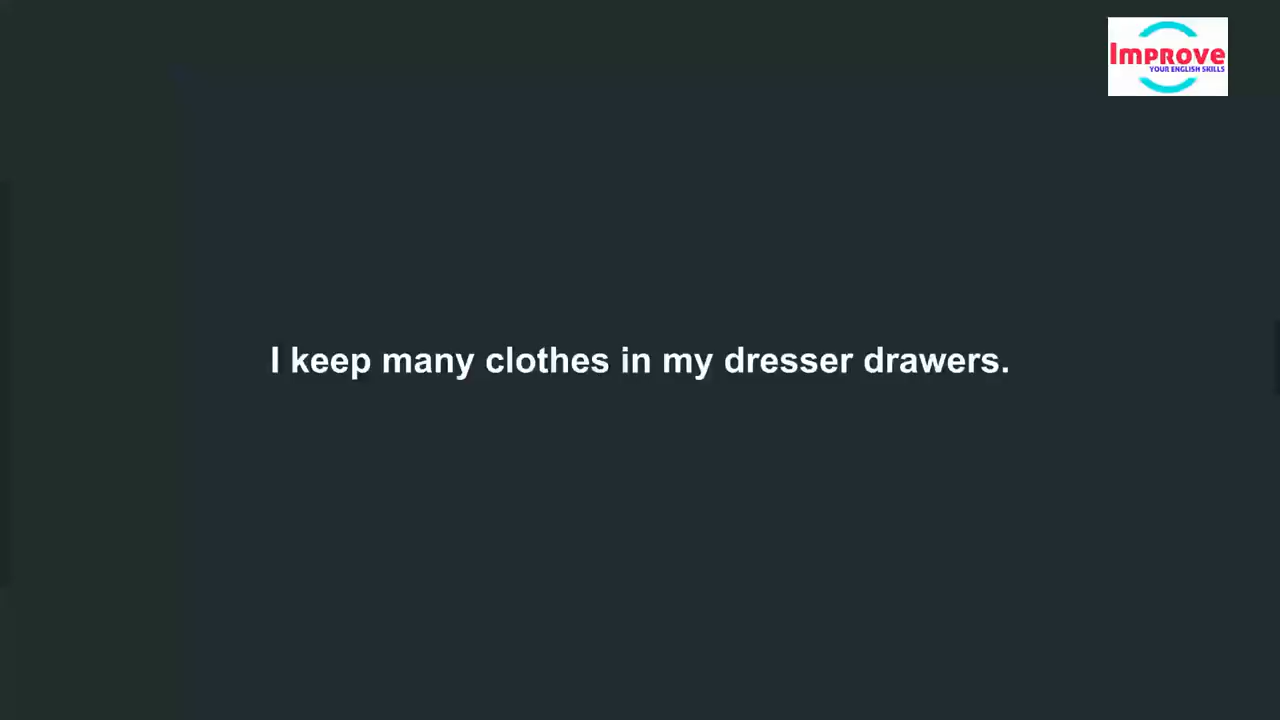 Improve
YOUR ENGLISH SKILLS
I keep many clothes in my dresser drawers.